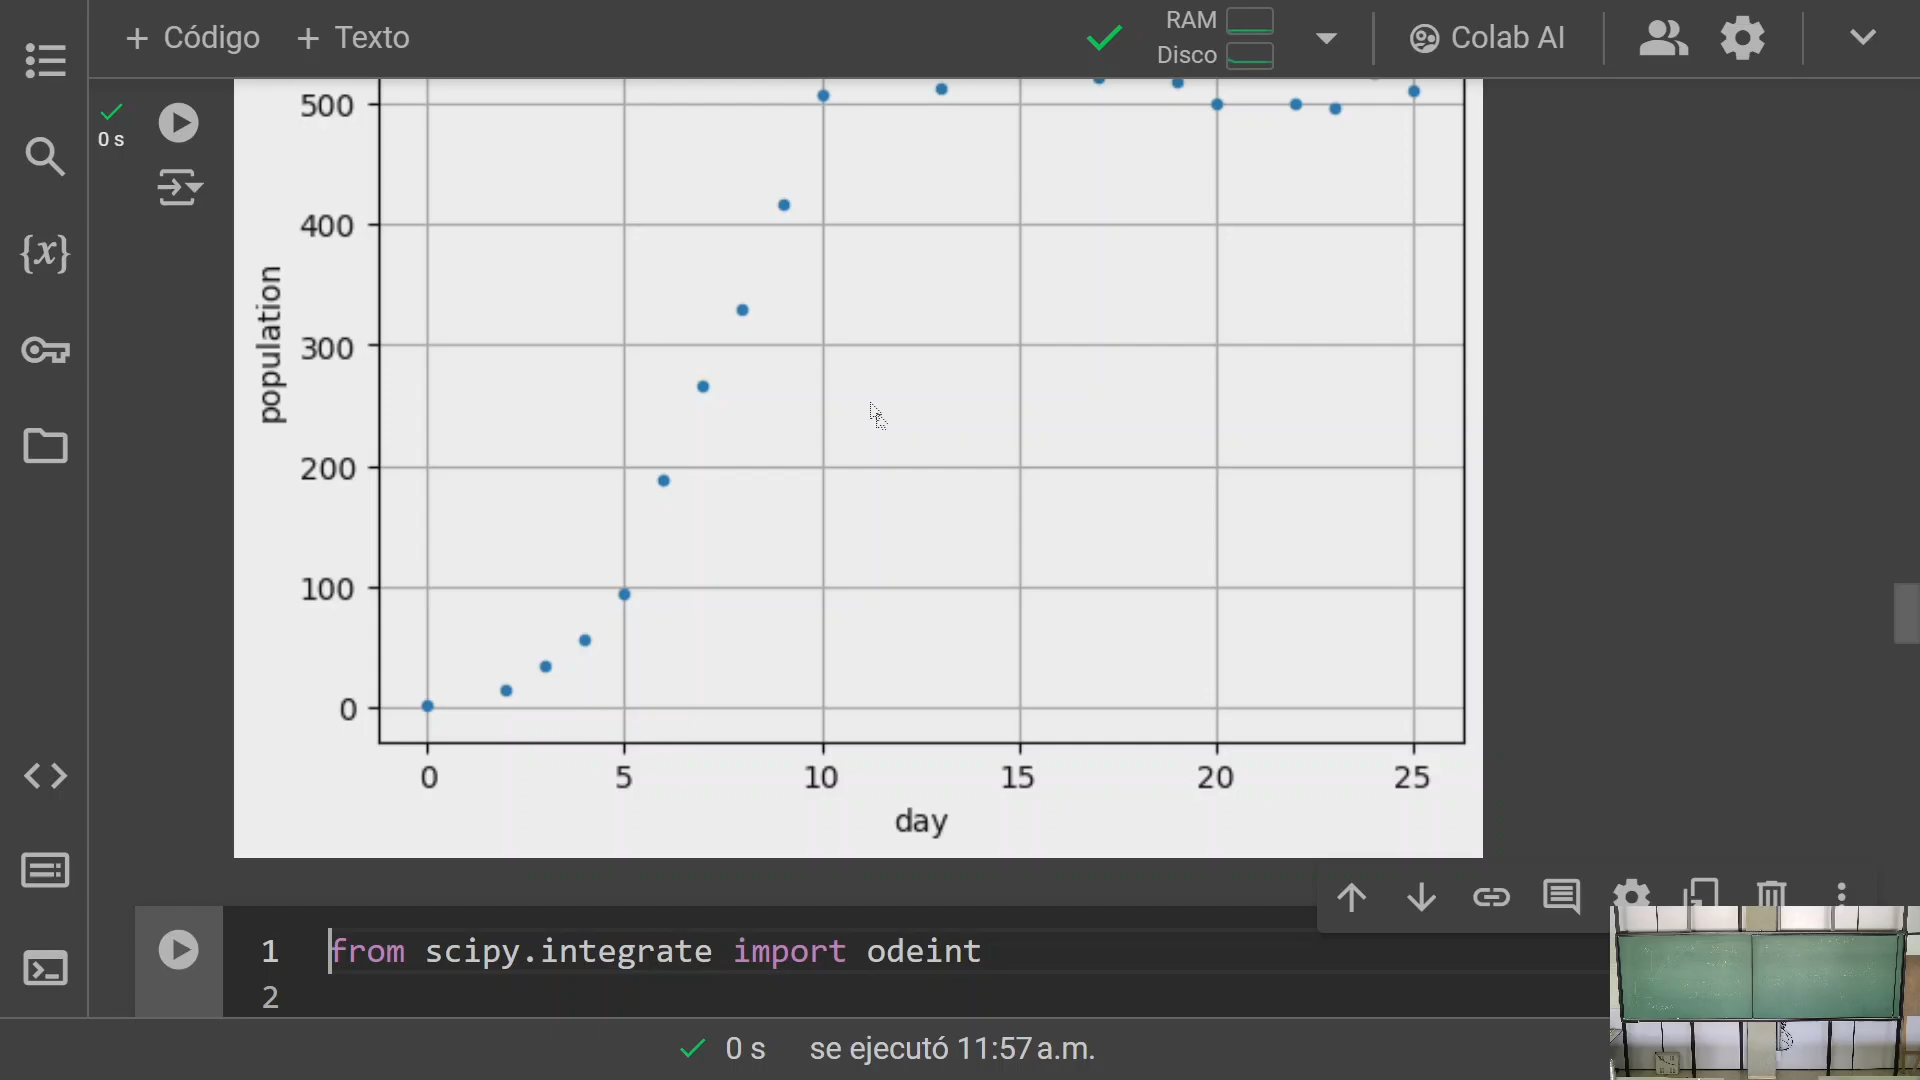 + Código + Texto
RAM
Disco
Colab AI
{x}
0 s
500
400
300
200
100
0
population
0 5 10 15 20 25
day
1 from scipy.integrate import odeint
2
0 s se ejecutó 11:57 a.m.